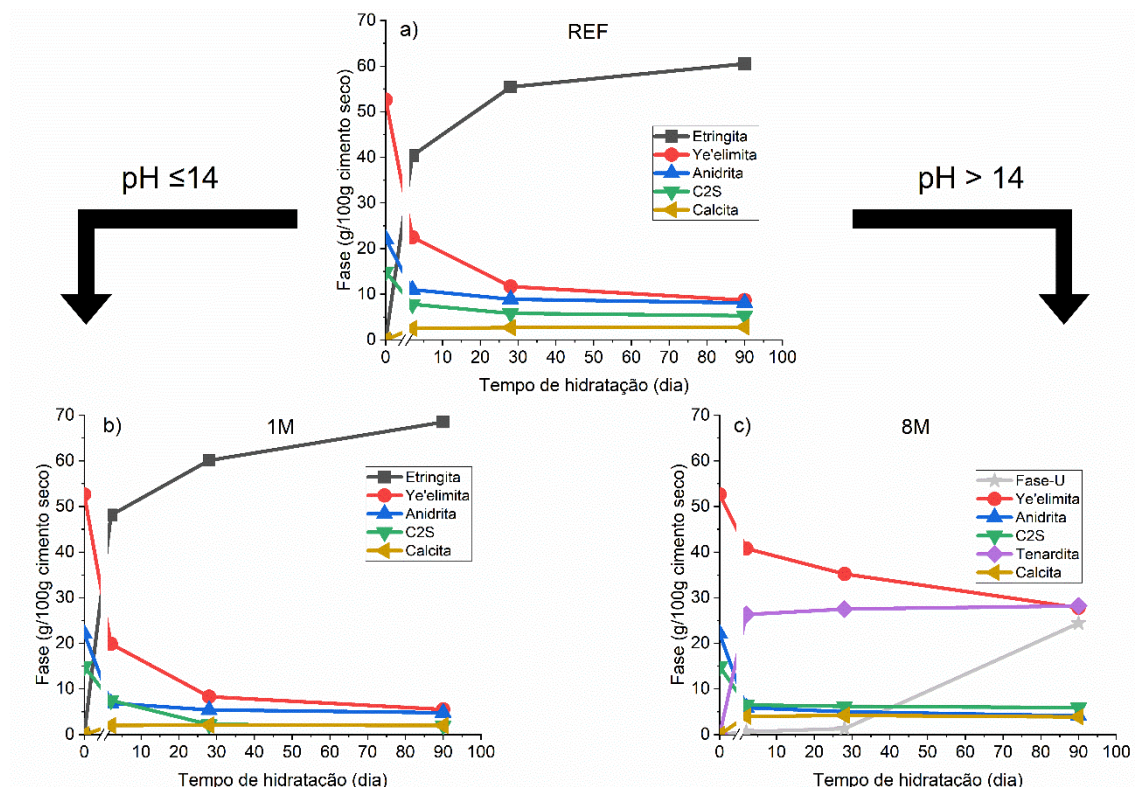 a)
REF
70
60
50
40
30
20
10
0
Fase (g/100g cimento seco)
Etringita
Ye'elimita
Anidrita
C2S
Calcita
0 10 20 30 40 50 60 70 80 90 100
Tempo de hidratação (dia)
pH ≤14
pH > 14
b)
1M
70
60
50
40
30
20
10
0
Fase (g/100g cimento seco)
Etringita
Ye'elimita
Anidrita
C2S
Calcita
0 10 20 30 40 50 60 70 80 90 100
Tempo de hidratação (dia)
c)
8M
70
60
50
40
30
20
10
0
Fase (g/100g cimento seco)
Fase-U
Ye'elimita
Anidrita
C2S
Tenardita
Calcita
0 10 20 30 40 50 60 70 80 90 100
Tempo de hidratação (dia)